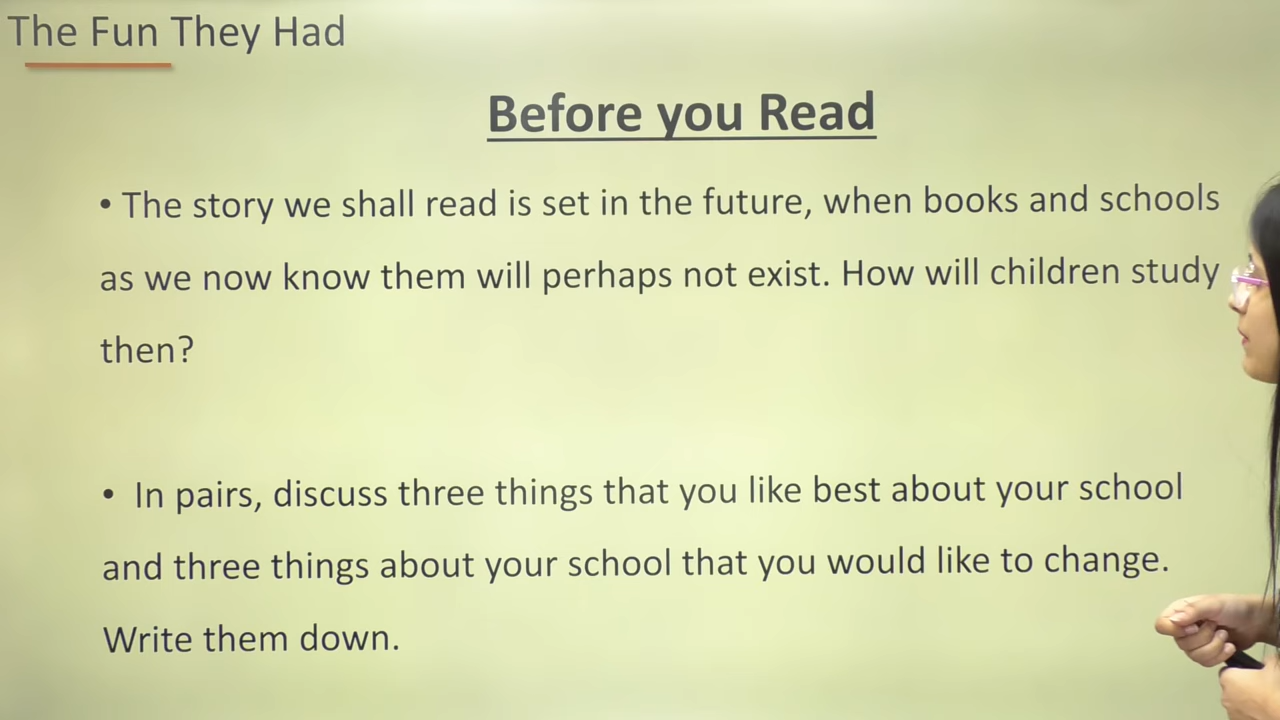 The Fun They Had
Before you Read
• The story we shall read is set in the future, when books and schools
as we now know them will perhaps not exist. How will children study
then?
• In pairs, discuss three things that you like best about your school
and three things about your school that you would like to change.
Write them down.